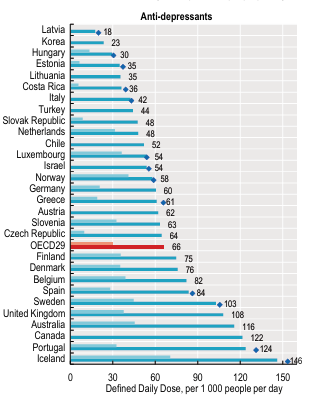 Anti-depressants
Latvia 18
Korea 23
Hungary 30
Estonia 35
Lithuania 35
Costa Rica 36
Italy 42
Turkey 44
Slovak Republic 48
Netherlands 48
Chile 52
Luxembourg 54
Israel 54
Norway 58
Germany 60
Greece 61
Austria 62
Slovenia 63
Czech Republic 64
OECD29 66
Finland 75
Denmark 76
Belgium 82
Spain 84
Sweden 103
United Kingdom 108
Australia 116
Canada 122
Portugal 124
Iceland 146
0 30 60 90 120 150
Defined Daily Dose, per 1 000 people per day